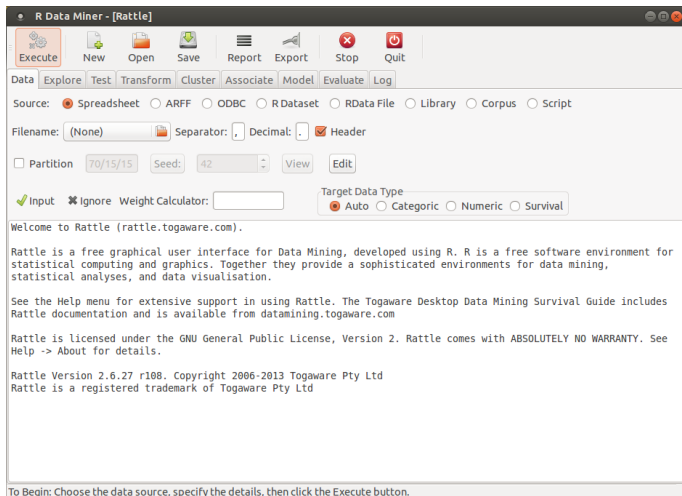 R Data Miner - [Rattle]
Execute New Open Save Report Export Stop Quit
Data Explore Test Transform Cluster Associate Model Evaluate Log
Source: Spreadsheet ARFF ODBC R Dataset RData File Library Corpus Script
Filename: (None) Separator: , Decimal: . Header
Partition 70/15/15 Seed: 42 View Edit
Input Ignore Weight Calculator:
Target Data Type
Auto Categoric Numeric Survival
Welcome to Rattle (rattle.togaware.com).
Rattle is a free graphical user interface for Data Mining, developed using R. R is a free software environment for
statistical computing and graphics. Together they provide a sophisticated environments for data mining,
statistical analyses, and data visualisation.
See the Help menu for extensive support in using Rattle. The Togaware Desktop Data Mining Survival Guide includes
Rattle documentation and is available from datamining.togaware.com
Rattle is licensed under the GNU General Public License, Version 2. Rattle comes with ABSOLUTELY NO WARRANTY. See
Help -> About for details.
Rattle Version 2.6.27 r108. Copyright 2006-2013 Togaware Pty Ltd
Rattle is a registered trademark of Togaware Pty Ltd
To Begin: Choose the data source, specify the details, then click the Execute button.